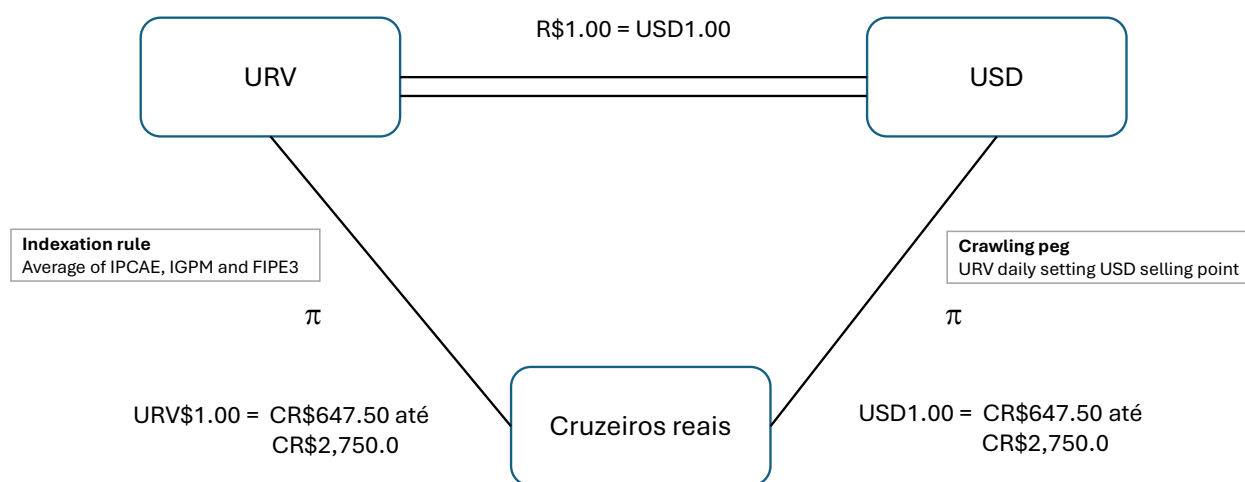 R$1.00 = USD1.00
URV
USD
Indexation rule
Average of IPCAE, IGPM and FIPE3
Crawling peg
URV daily setting USD selling point
π
π
URV$1.00 = CR$647.50 até
CR$2,750.0
Cruzeiros reais
USD1.00 = CR$647.50 até
CR$2,750.0